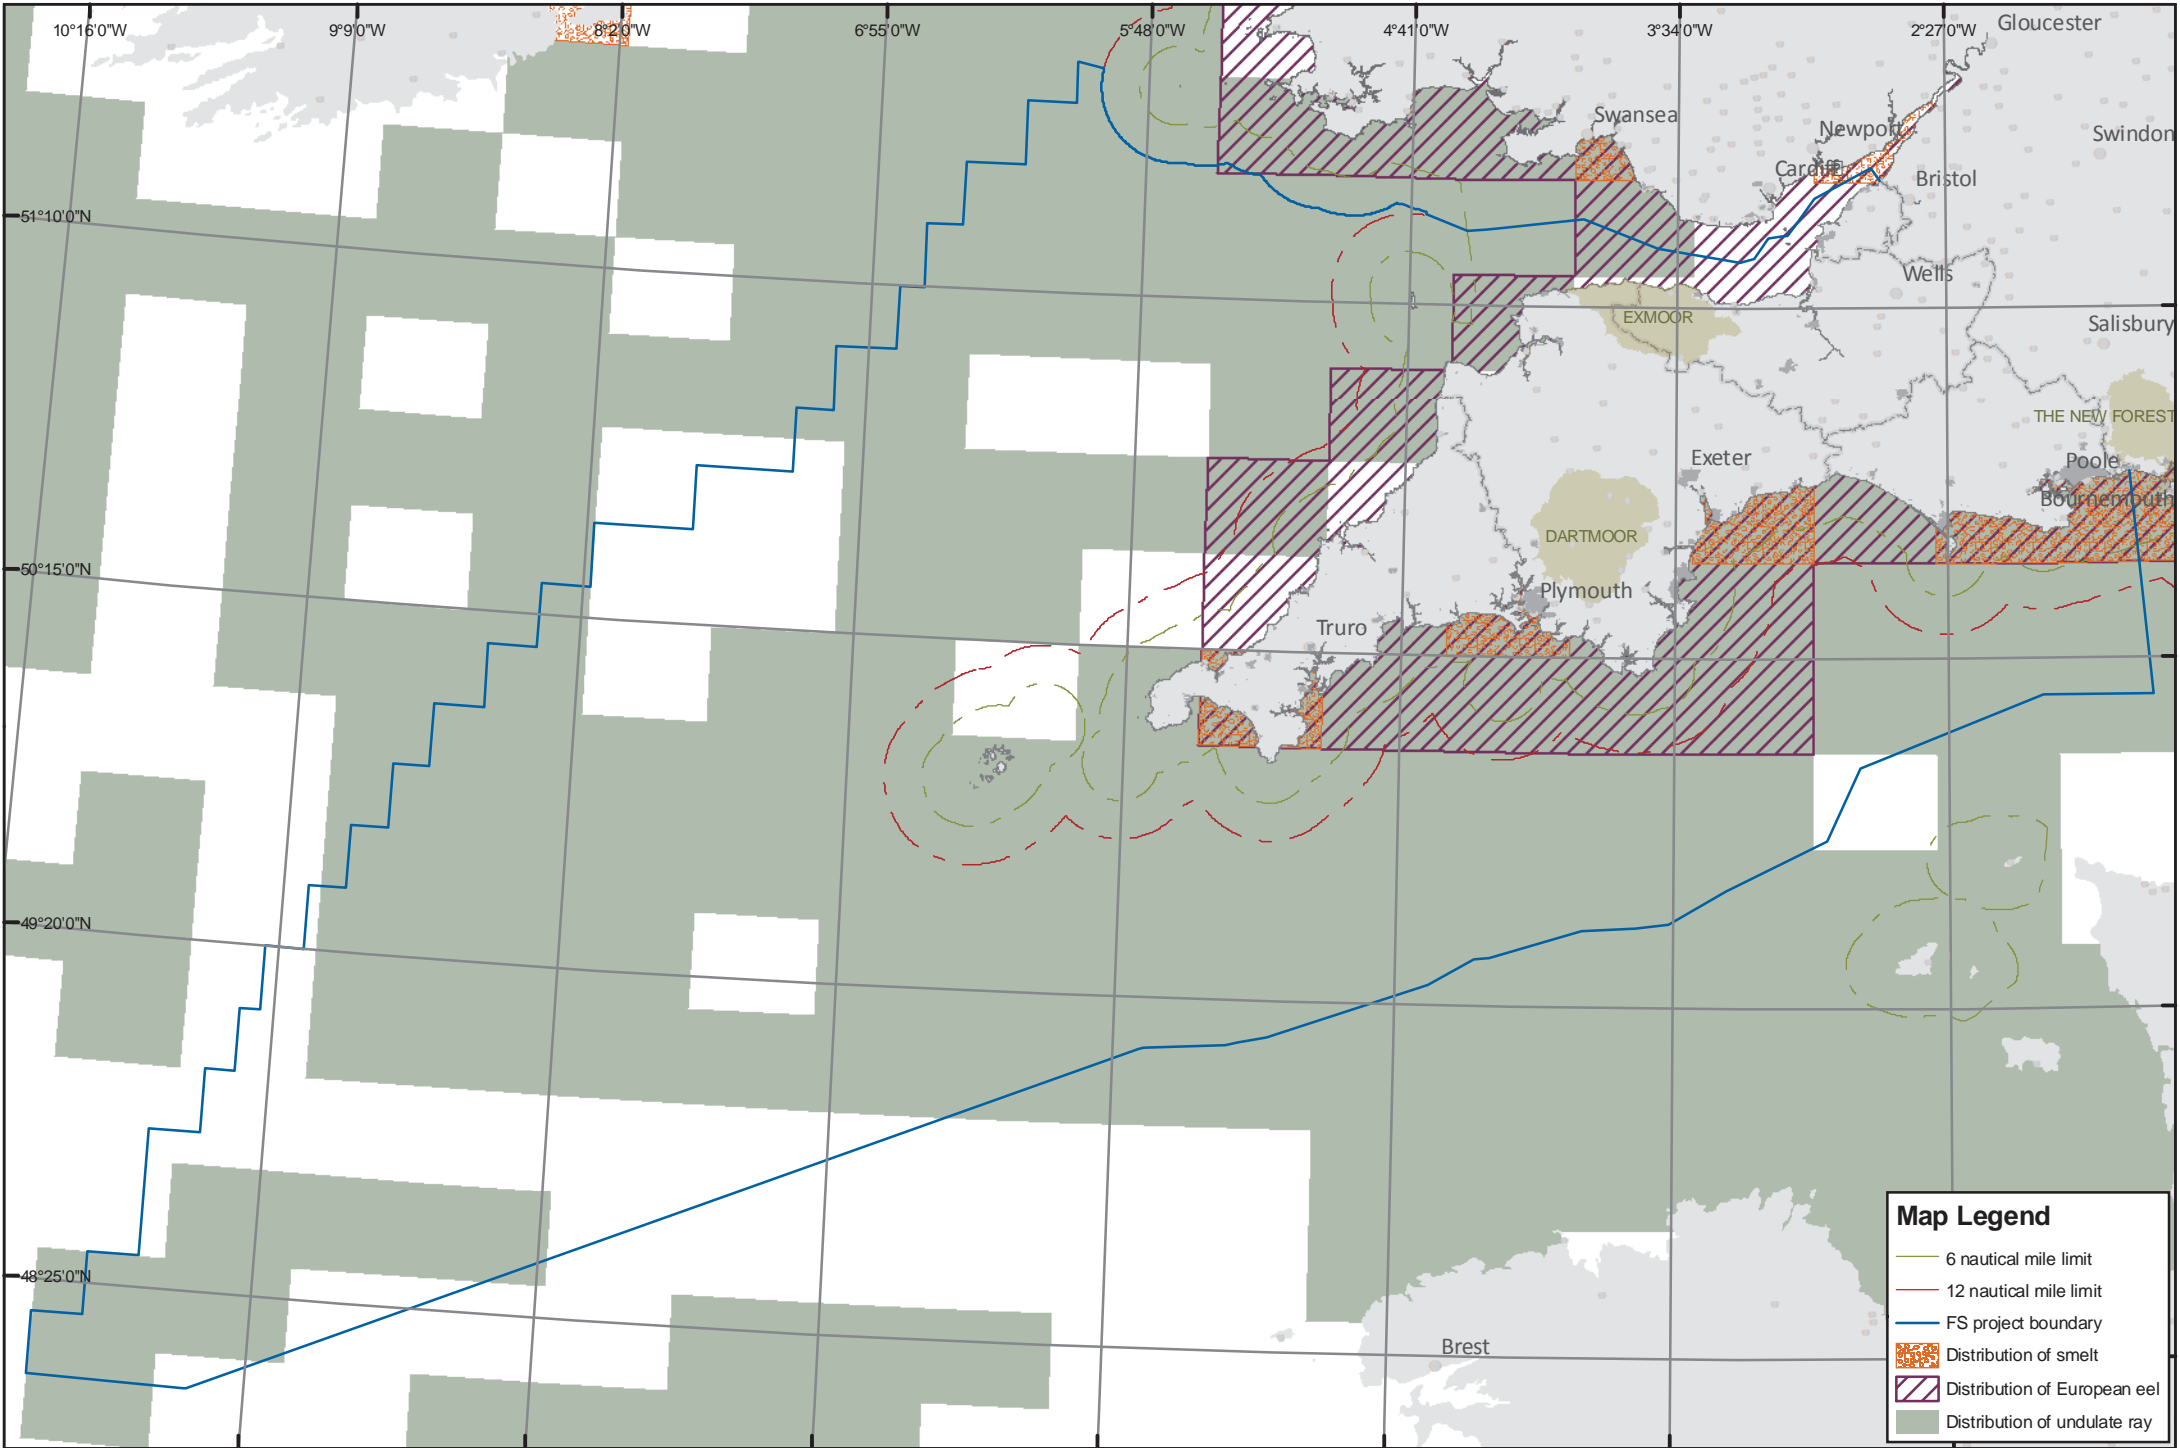 10°16'0"W
9°9'0"W
8°2'0"W
6°55'0"W
5°48'0"W
4°41'0"W
3°34'0"W
2°27'0"W
Gloucester
Swansea
Newport
Swindon
Cardiff
Bristol
51°10'0"N
Wells
EXMOOR
Salisbury
THE NEW FOREST
Exeter
Poole
Bournemouth
DARTMOOR
50°15'0"N
Plymouth
Truro
49°20'0"N
48°25'0"N
Brest
Map Legend
6 nautical mile limit
12 nautical mile limit
FS project boundary
Distribution of smelt
Distribution of European eel
Distribution of undulate ray